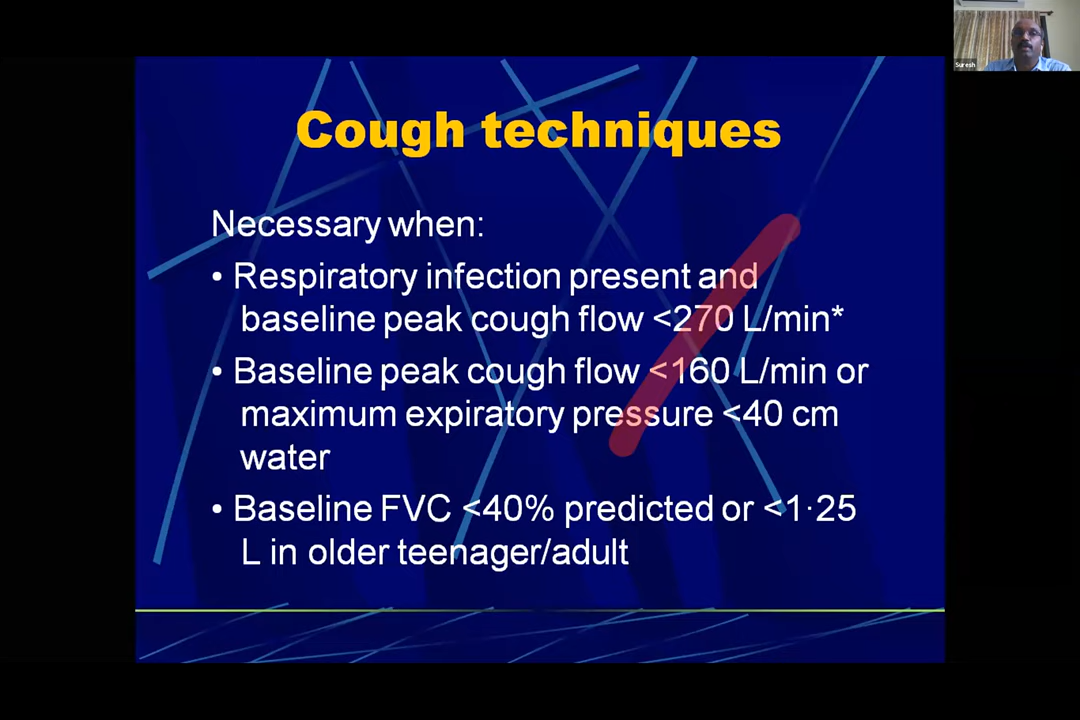 Suresh
Cough techniques
Necessary when:
• Respiratory infection present and
baseline peak cough flow <270 L/min*
• Baseline peak cough flow <160 L/min or
maximum expiratory pressure <40 cm
water
• Baseline FVC <40% predicted or <1·25
L in older teenager/adult